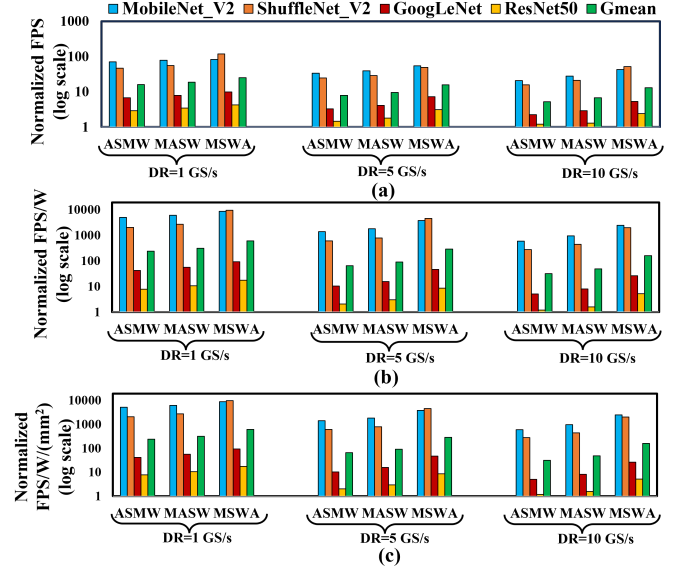 MobileNet_V2 ShuffleNet_V2 GoogLeNet ResNet50 Gmean
Normalized FPS
(log scale)
1000
100
10
1
ASMW MASW MSWA ASMW MASW MSWA ASMW MASW MSWA
DR=1 GS/s DR=5 GS/s DR=10 GS/s
(a)
Normalized FPS/W
(log scale)
10000
1000
100
10
1
ASMW MASW MSWA ASMW MASW MSWA ASMW MASW MSWA
DR=1 GS/s DR=5 GS/s DR=10 GS/s
(b)
Normalized
FPS/W/(mm²)
(log scale)
10000
1000
100
10
1
ASMW MASW MSWA ASMW MASW MSWA ASMW MASW MSWA
DR=1 GS/s DR=5 GS/s DR=10 GS/s
(c)